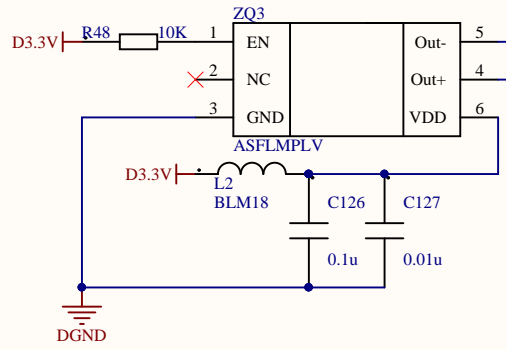 ZQ3
D3.3V R48 10K 1 EN Out- 5
2 NC Out+ 4
3 GND VDD 6
ASFLMPLV
D3.3V
L2
BLM18
C126 C127
0.1u 0.01u
DGND